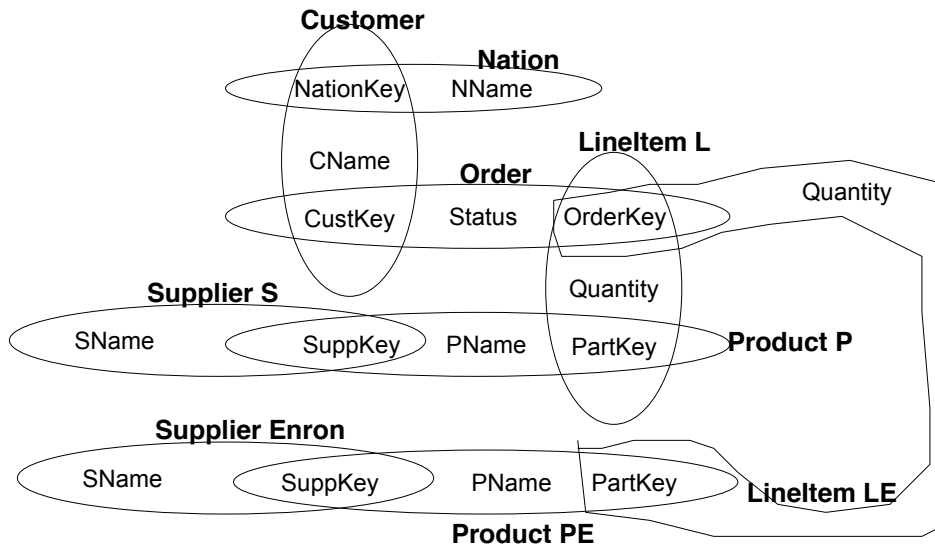 Customer
Nation
NationKey NName
LineItem L
CName
Order
Quantity
CustKey Status OrderKey
Quantity
Supplier S
SName SuppKey PName PartKey Product P
Supplier Enron
SName SuppKey PName PartKey LineItem LE
Product PE